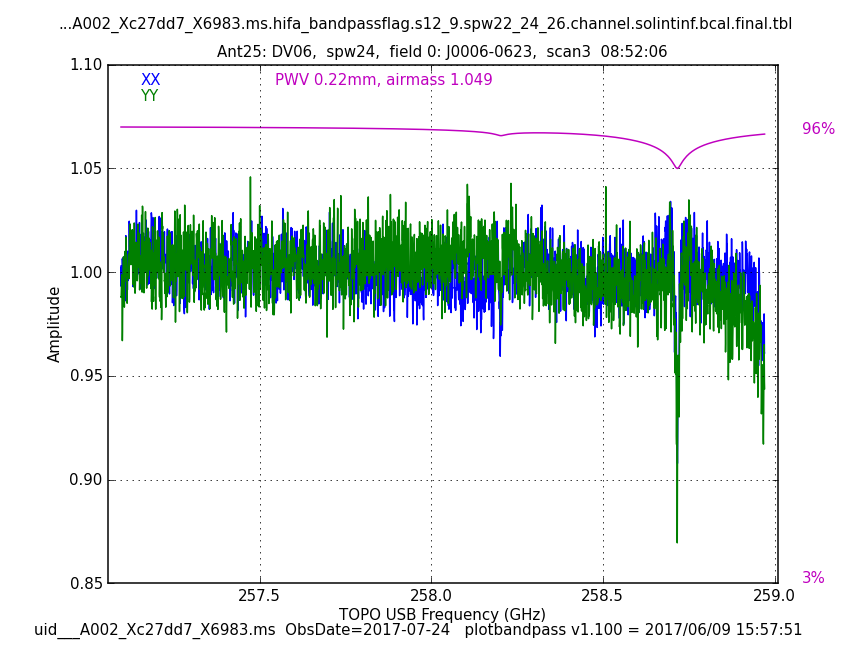 ...A002_Xc27dd7_X6983.ms.hifa_bandpassflag.s12_9.spw22_24_26.channel.solintinf.bcal.final.tbl
Ant25: DV06,  spw24,  field 0: J0006-0623,  scan3  08:52:06
1.10
XX
PWV 0.22mm, airmass 1.049
YY
96%
1.05
1.00
Amplitude
0.95
0.90
0.85
3%
257.5
258.0
258.5
259.0
TOPO USB Frequency (GHz)
uid___A002_Xc27dd7_X6983.ms  ObsDate=2017-07-24   plotbandpass v1.100 = 2017/06/09 15:57:51